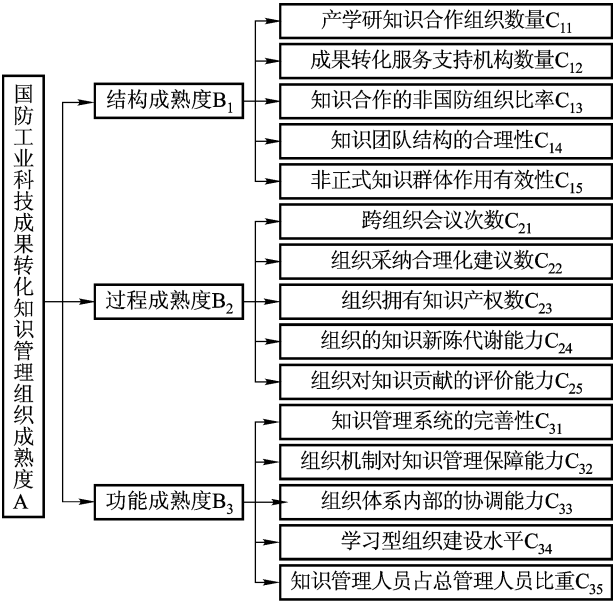 国防工业科技成果转化知识管理组织成熟度A
结构成熟度B₁
产学研知识合作组织数量C₁₁
成果转化服务支持机构数量C₁₂
知识合作的非国防组织比率C₁₃
知识团队结构的合理性C₁₄
非正式知识群体作用有效性C₁₅
过程成熟度B₂
跨组织会议次数C₂₁
组织采纳合理化建议数C₂₂
组织拥有知识产权数C₂₃
组织的知识新陈代谢能力C₂₄
组织对知识贡献的评价能力C₂₅
功能成熟度B₃
知识管理系统的完善性C₃₁
组织机制对知识管理保障能力C₃₂
组织体系内部的协调能力C₃₃
学习型组织建设水平C₃₄
知识管理人员占总管理人员比重C₃₅